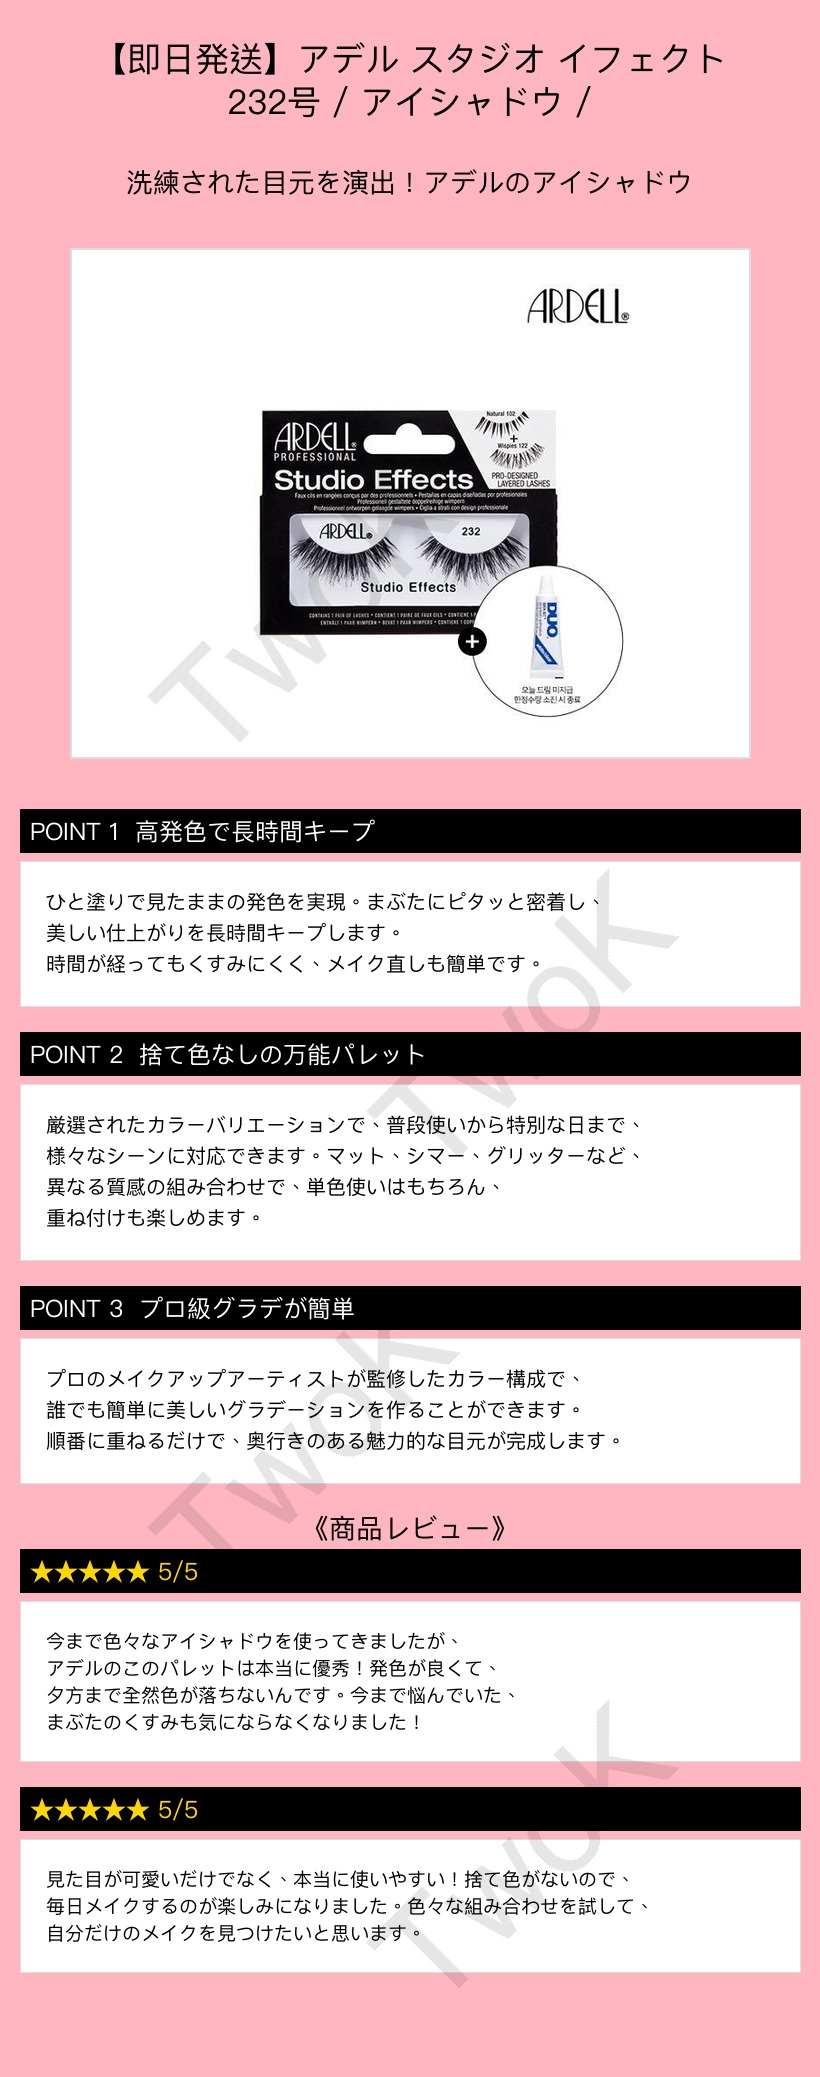 【即日発送】アデル スタジオ イフェクト
232号 / アイシャドウ /
洗練された目元を演出！アデルのアイシャドウ
ARDELL®
ARDELL®
PROFESSIONAL
Studio Effects
Natural 102
+
Wispies 122
PRO-DESIGNED
LAYERED LASHES
Faux cils en rangées conçus par des professionnels • Pestañas en capas diseñadas por profesionales
Professionell gestaltete doppelreihige wimpern
Professioneel ontworpen gelaagde wimpers • Ciglia a strati con design professionale
ARDELL®
232
Studio Effects
CONTAINS 1 PAIR OF LASHES • CONTIENT 1 PAIRE DE FAUX CILS • CONTIENE 1 P
ENTHÄLT 1 PAAR WIMPERN • BEVAT 1 PAAR WIMPERS • CONTIENE 1 COP
+
DUO
오늘 드림 미지급
한정수량 소진 시 종료
TwoK
POINT 1 高発色で長時間キープ
ひと塗りで見たままの発色を実現。まぶたにピタッと密着し、
美しい仕上がりを長時間キープします。
時間が経ってもくすみにくく、メイク直しも簡単です。
TwoK
POINT 2 捨て色なしの万能パレット
厳選されたカラーバリエーションで、普段使いから特別な日まで、
様々なシーンに対応できます。マット、シマー、グリッターなど、
異なる質感の組み合わせで、単色使いはもちろん、
重ね付けも楽しめます。
POINT 3 プロ級グラデが簡単
プロのメイクアップアーティストが監修したカラー構成で、
誰でも簡単に美しいグラデーションを作ることができます。
順番に重ねるだけで、奥行きのある魅力的な目元が完成します。
TwoK
《商品レビュー》
★★★★★ 5/5
今まで色々なアイシャドウを使ってきましたが、
アデルのこのパレットは本当に優秀！発色が良くて、
夕方まで全然色が落ちないんです。今まで悩んでいた、
まぶたのくすみも気にならなくなりました！
★★★★★ 5/5
見た目が可愛いだけでなく、本当に使いやすい！捨て色がないので、
毎日メイクするのが楽しみになりました。色々な組み合わせを試して、
自分だけのメイクを見つけたいと思います。
TwoK